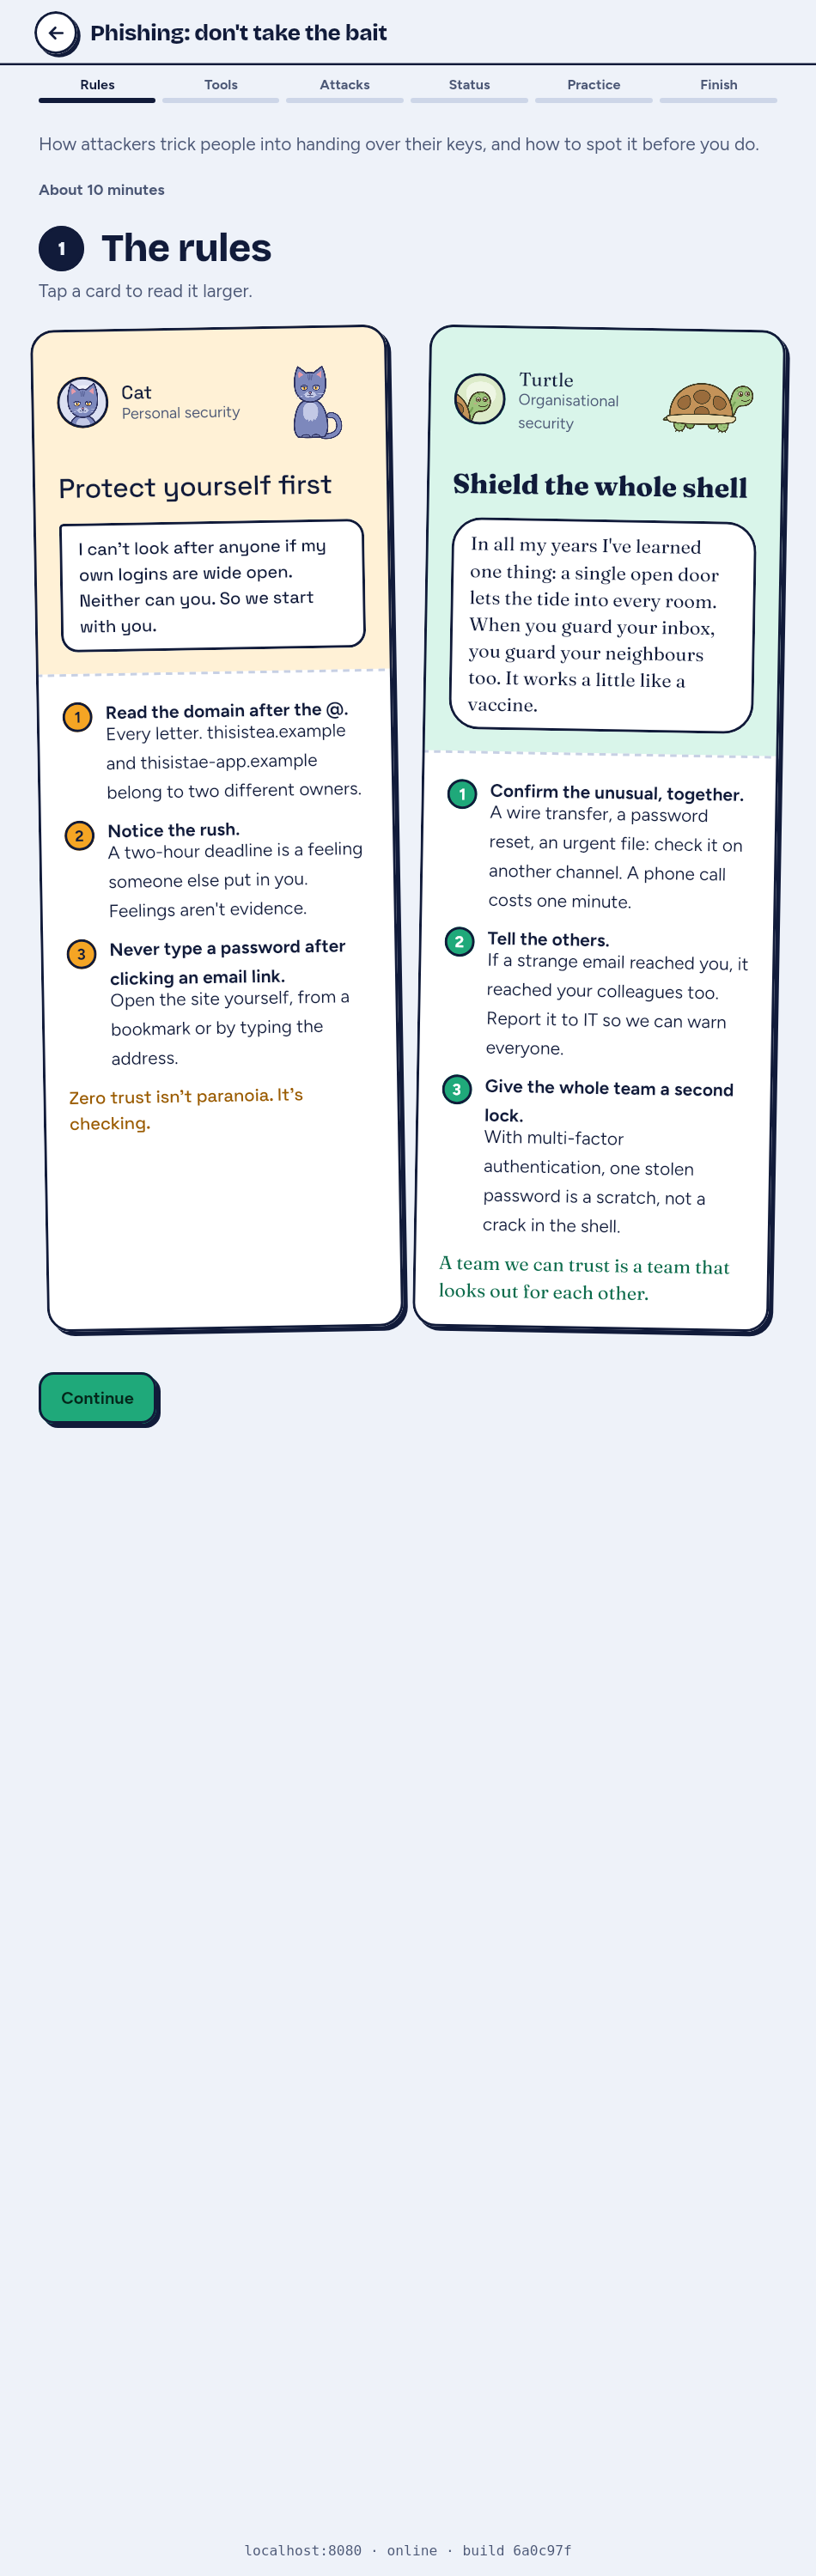 Phishing: don't take the bait
Rules
Tools
Attacks
Status
Practice
Finish
How attackers trick people into handing over their keys, and how to spot it before you do.
About 10 minutes
1
The rules
Tap a card to read it larger.
Cat
Personal security
Protect yourself first
I can't look after anyone if my
own logins are wide open.
Neither can you. So we start
with you.
1
Read the domain after the @.
Every letter. thisistea.example
and thisistae-app.example
belong to two different owners.
2
Notice the rush.
A two-hour deadline is a feeling
someone else put in you.
Feelings aren't evidence.
3
Never type a password after
clicking an email link.
Open the site yourself, from a
bookmark or by typing the
address.
Zero trust isn't paranoia. It's
checking.
Turtle
Organisational
security
Shield the whole shell
In all my years I've learned
one thing: a single open door
lets the tide into every room.
When you guard your inbox,
you guard your neighbours
too. It works a little like a
vaccine.
1
Confirm the unusual, together.
A wire transfer, a password
reset, an urgent file: check it on
another channel. A phone call
costs one minute.
2
Tell the others.
If a strange email reached you, it
reached your colleagues too.
Report it to IT so we can warn
everyone.
3
Give the whole team a second
lock.
With multi-factor
authentication, one stolen
password is a scratch, not a
crack in the shell.
A team we can trust is a team that
looks out for each other.
Continue
localhost:8080 · online · build 6a0c97f